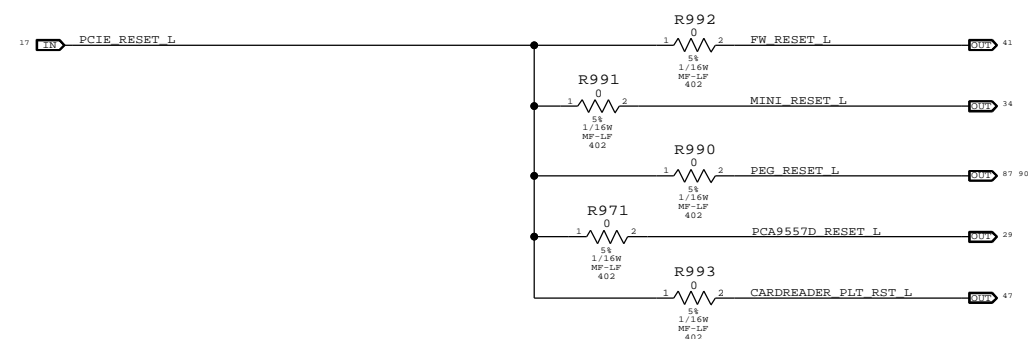 R992
0
17 IN PCIE_RESET_L 1 2 FW_RESET_L OUT 41
5%
1/16W
MF-LF
402
R991
0
1 2 MINI_RESET_L OUT 34
5%
1/16W
MF-LF
402
R990
0
1 2 PEG_RESET_L OUT 87 90
5%
1/16W
MF-LF
402
R971
0
1 2 PCA9557D_RESET_L OUT 29
5%
1/16W
MF-LF
402
R993
0
1 2 CARDREADER_PLT_RST_L OUT 47
5%
1/16W
MF-LF
402